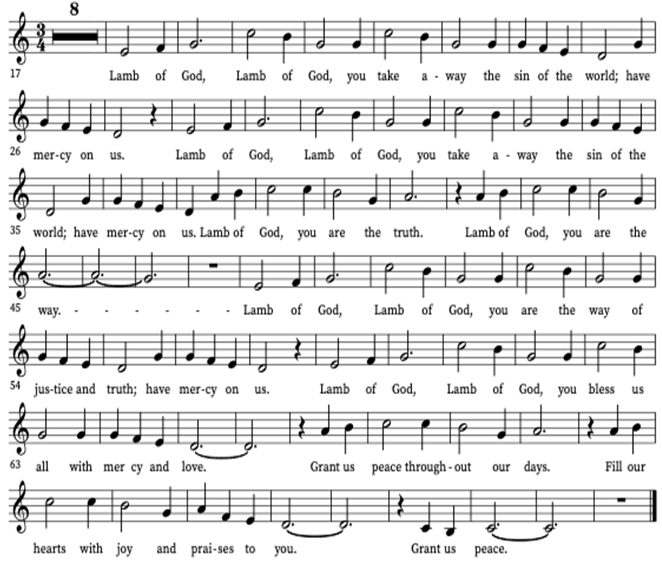 8
3
4
17 Lamb of God, Lamb of God, you take a - way the sin of the world; have
26 mer-cy on us. Lamb of God, Lamb of God, you take a - way the sin of the
35 world; have mer-cy on us. Lamb of God, you are the truth. Lamb of God, you are the
45 way. - - - - - - Lamb of God, Lamb of God, you are the way of
54 jus-tice and truth; have mer-cy on us. Lamb of God, Lamb of God, you bless us
63 all with mer cy and love. Grant us peace through-out our days. Fill our
hearts with joy and prai-ses to you. Grant us peace.